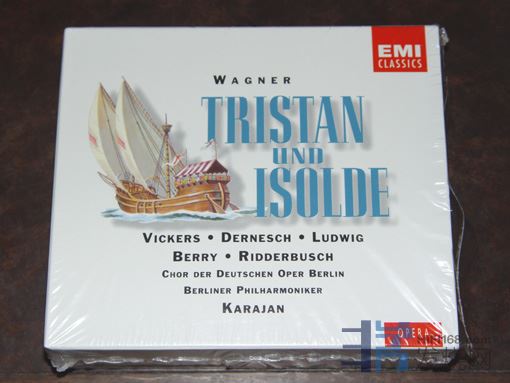 EMI
CLASSICS
WAGNER
TRISTAN
UND
ISOLDE
VICKERS • DERNESCH • LUDWIG
BERRY • RIDDERBUSCH
CHOR DER DEUTSCHEN OPER BERLIN
BERLINER PHILHARMONIKER
KARAJAN
OPERA